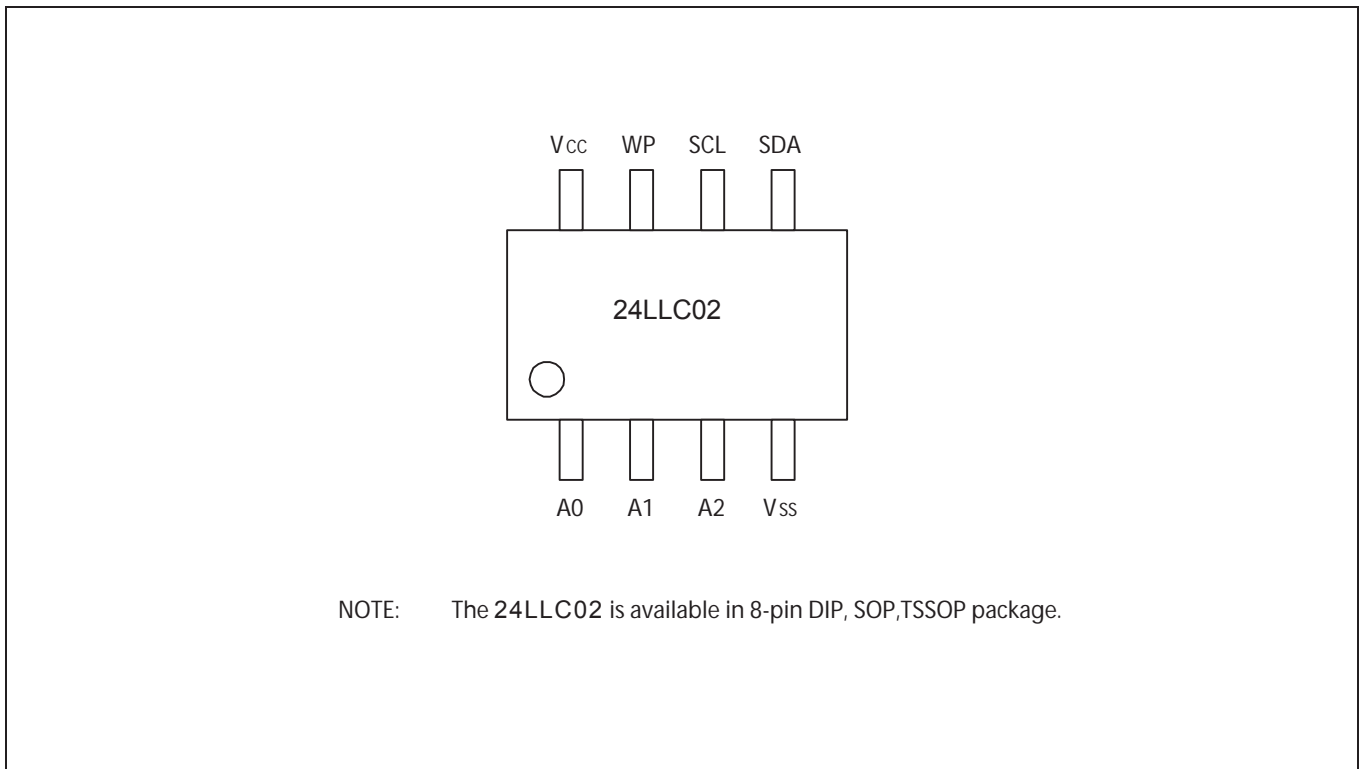 VCC WP SCL SDA
24LLC02
A0 A1 A2 VSS
NOTE: The 24LLC02 is available in 8-pin DIP, SOP,TSSOP package.